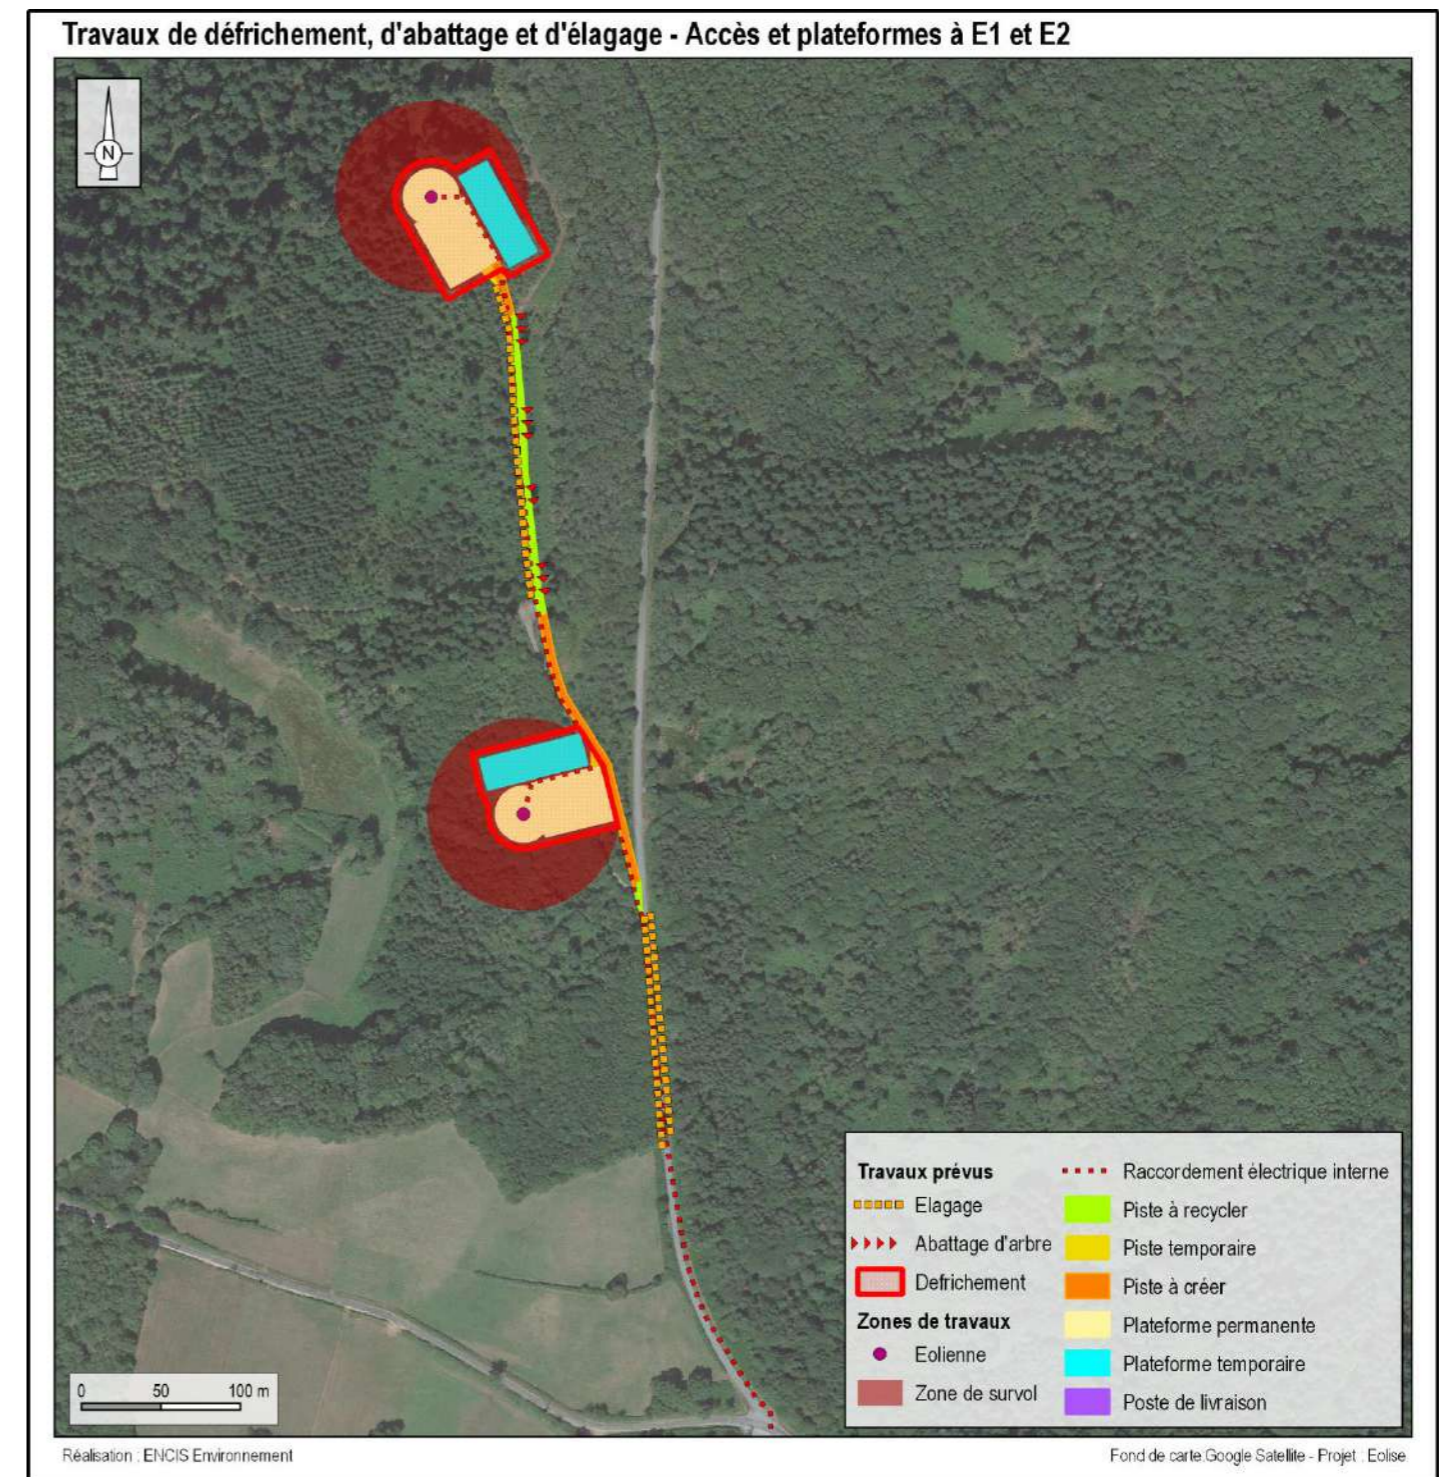 Travaux de défrichement, d'abattage et d'élagage - Accès et plateformes à E1 et E2
N
Travaux prévus
Elagage
Abattage d'arbre
Defrichement
Zones de travaux
Eolienne
Zone de survol
Raccordement électrique interne
Piste à recycler
Piste temporaire
Piste à créer
Plateforme permanente
Plateforme temporaire
Poste de livraison
0 50 100 m
Réalisation : ENCIS Environnement
Fond de carte:Google Satellite - Projet : Eolise